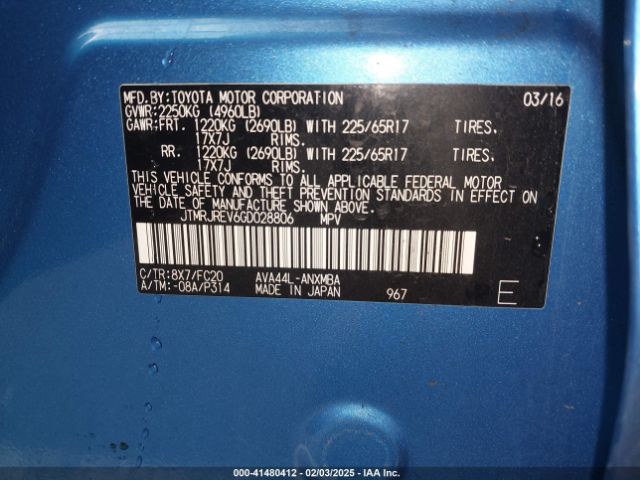 MFD.BY:TOYOTA MOTOR CORPORATION 03/16
GVWR:2250KG (4960LB)
GAWR:FRT. 1220KG (2690LB) WITH 225/65R17 TIRES,
17X7J RIMS.
RR. 1220KG (2690LB) WITH 225/65R17 TIRES,
17X7J RIMS.
THIS VEHICLE CONFORMS TO ALL APPLICABLE FEDERAL MOTOR
VEHICLE SAFETY AND THEFT PREVENTION STANDARDS IN EFFECT ON
THE DATE OF MANUFACTURE SHOWN ABOVE.
JTMRJREV6GD028806 MPV
C/TR:8X7/FC20 AVA44L-ANXMBA
A/TM:-08A/P314 MADE IN JAPAN 967 E
000-41480412 - 02/03/2025 - IAA Inc.